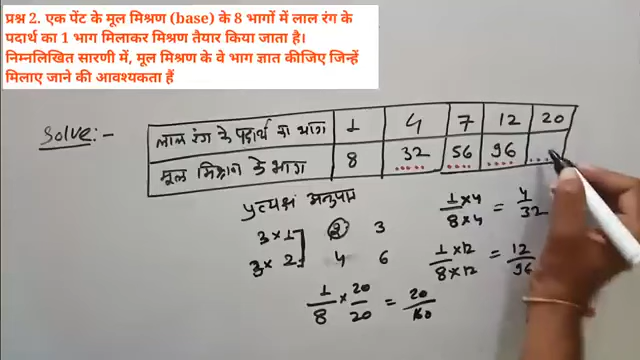 प्रश्न 2. एक पेंट के मूल मिश्रण (base) के 8 भागों में लाल रंग के
पदार्थ का 1 भाग मिलाकर मिश्रण तैयार किया जाता है।
निम्नलिखित सारणी में, मूल मिश्रण के वे भाग ज्ञात कीजिए जिन्हें
मिलाए जाने की आवश्यकता हैं
Solve:-
लाल रंग के पदार्थ का भाग 1 4 7 12 20
मूल मिश्रण के भाग 8 32 56 96 ....
प्रत्यक्ष अनुपात
3×1 2 3
3×2 4 6
1/8 ×4/×4 = 4/32
1/8 ×12/×12 = 12/96
1/8 × 20/20 = 20/160